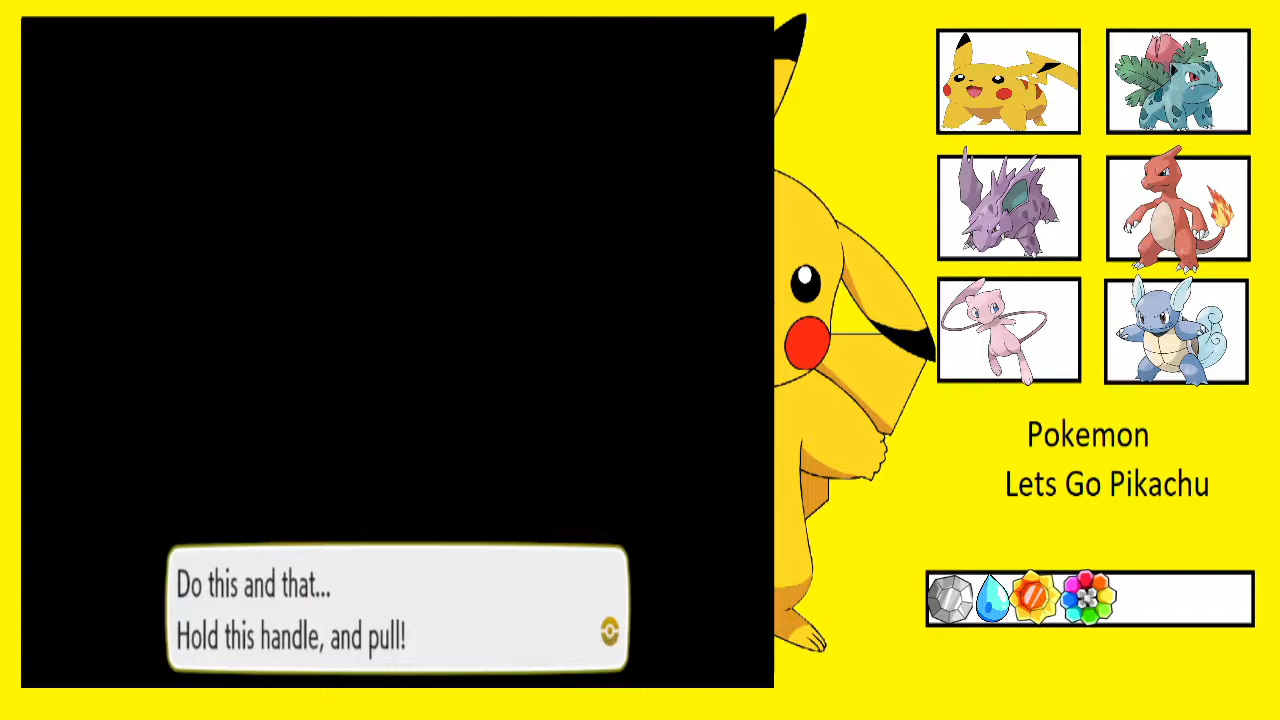 Pokemon
Lets Go Pikachu
Do this and that...
Hold this handle, and pull!